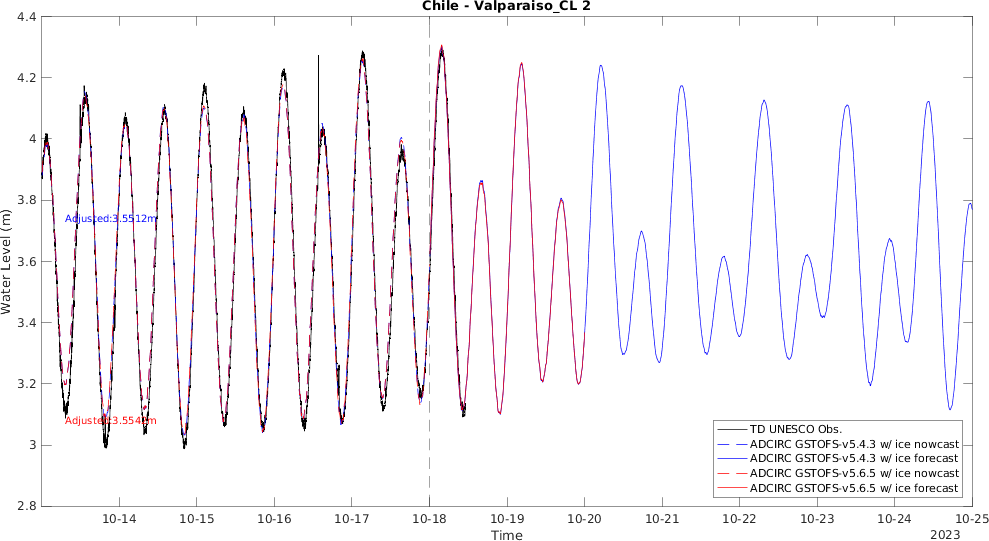 Chile - Valparaiso_CL 2
4.4
4.2
4
3.8
3.6
3.4
3.2
3
2.8
Water Level (m)
Adjusted:3.5512m
TD UNESCO Obs.
ADCIRC GSTOFS-v5.4.3 w/ ice nowcast
ADCIRC GSTOFS-v5.4.3 w/ ice forecast
ADCIRC GSTOFS-v5.6.5 w/ ice nowcast
ADCIRC GSTOFS-v5.6.5 w/ ice forecast
10-14
10-15
10-16
10-17
10-18
10-19
10-20
10-21
10-22
10-23
10-24
10-25
Time
2023